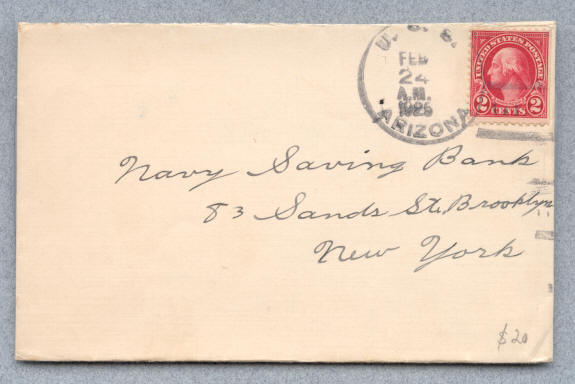 U. S. S.
FEB
24
A.M.
1925
ARIZONA
UNITED STATES POSTAGE
2 CENTS 2
Navy Saving Bank
83 Sands St. Brooklyn
New York
$20